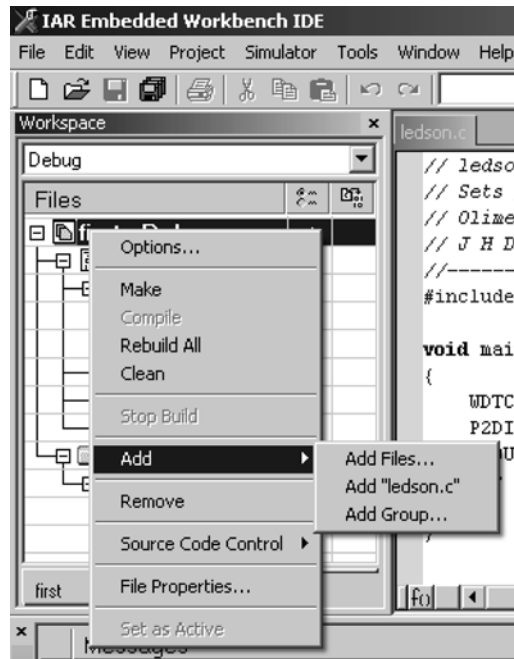 IAR Embedded Workbench IDE
File Edit View Project Simulator Tools Window Help
Workspace
ledson.c
Debug
Files
// ledso
// Sets
// Olime
// J H D
//------
#include
void mai
{
WDTC
P2DI
Options...
Make
Compile
Rebuild All
Clean
Stop Build
Add
Add Files...
Add "ledson.c"
Add Group...
Remove
Source Code Control
File Properties...
Set as Active
first
f()
Messages